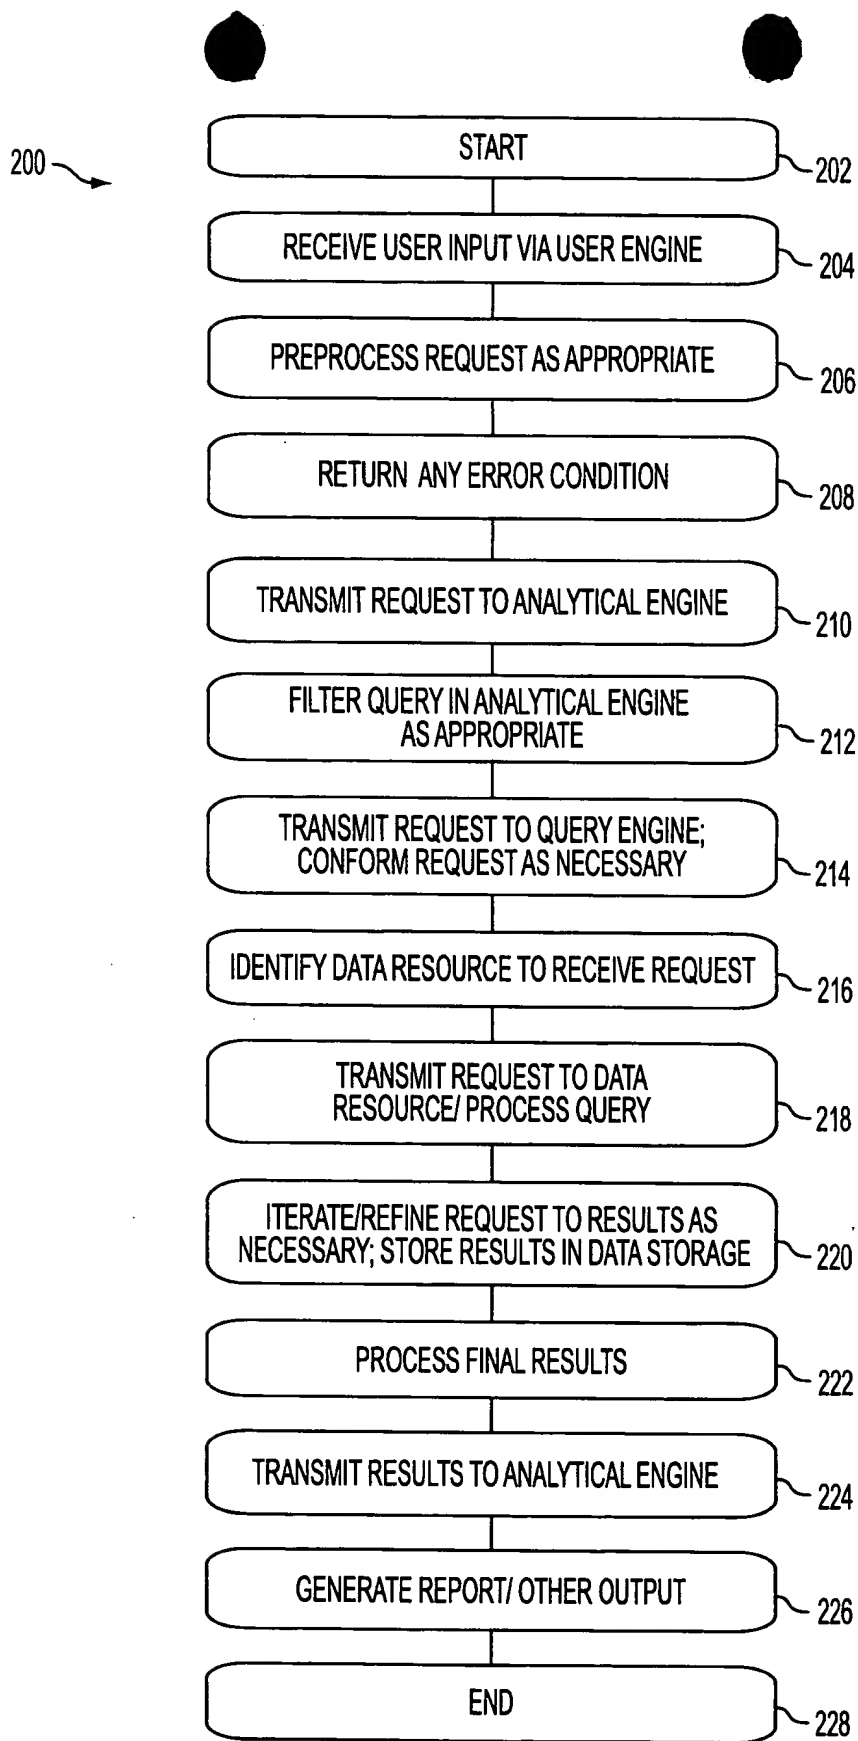 200
START
202
RECEIVE USER INPUT VIA USER ENGINE
204
PREPROCESS REQUEST AS APPROPRIATE
206
RETURN ANY ERROR CONDITION
208
TRANSMIT REQUEST TO ANALYTICAL ENGINE
210
FILTER QUERY IN ANALYTICAL ENGINE
AS APPROPRIATE
212
TRANSMIT REQUEST TO QUERY ENGINE;
CONFORM REQUEST AS NECESSARY
214
IDENTIFY DATA RESOURCE TO RECEIVE REQUEST
216
TRANSMIT REQUEST TO DATA
RESOURCE/ PROCESS QUERY
218
ITERATE/REFINE REQUEST TO RESULTS AS
NECESSARY; STORE RESULTS IN DATA STORAGE
220
PROCESS FINAL RESULTS
222
TRANSMIT RESULTS TO ANALYTICAL ENGINE
224
GENERATE REPORT/ OTHER OUTPUT
226
END
228